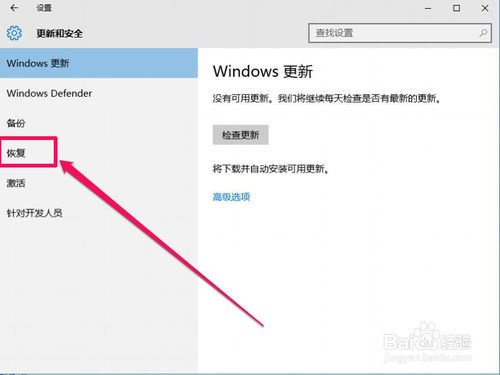 设置
更新和安全
查找设置
Windows 更新
Windows Defender
备份
恢复
激活
针对开发人员
Windows 更新
没有可用更新。我们将继续每天检查是否有最新的更新。
检查更新
将下载并自动安装可用更新。
高级选项
Baidu 经验
jingyan.baidu.com